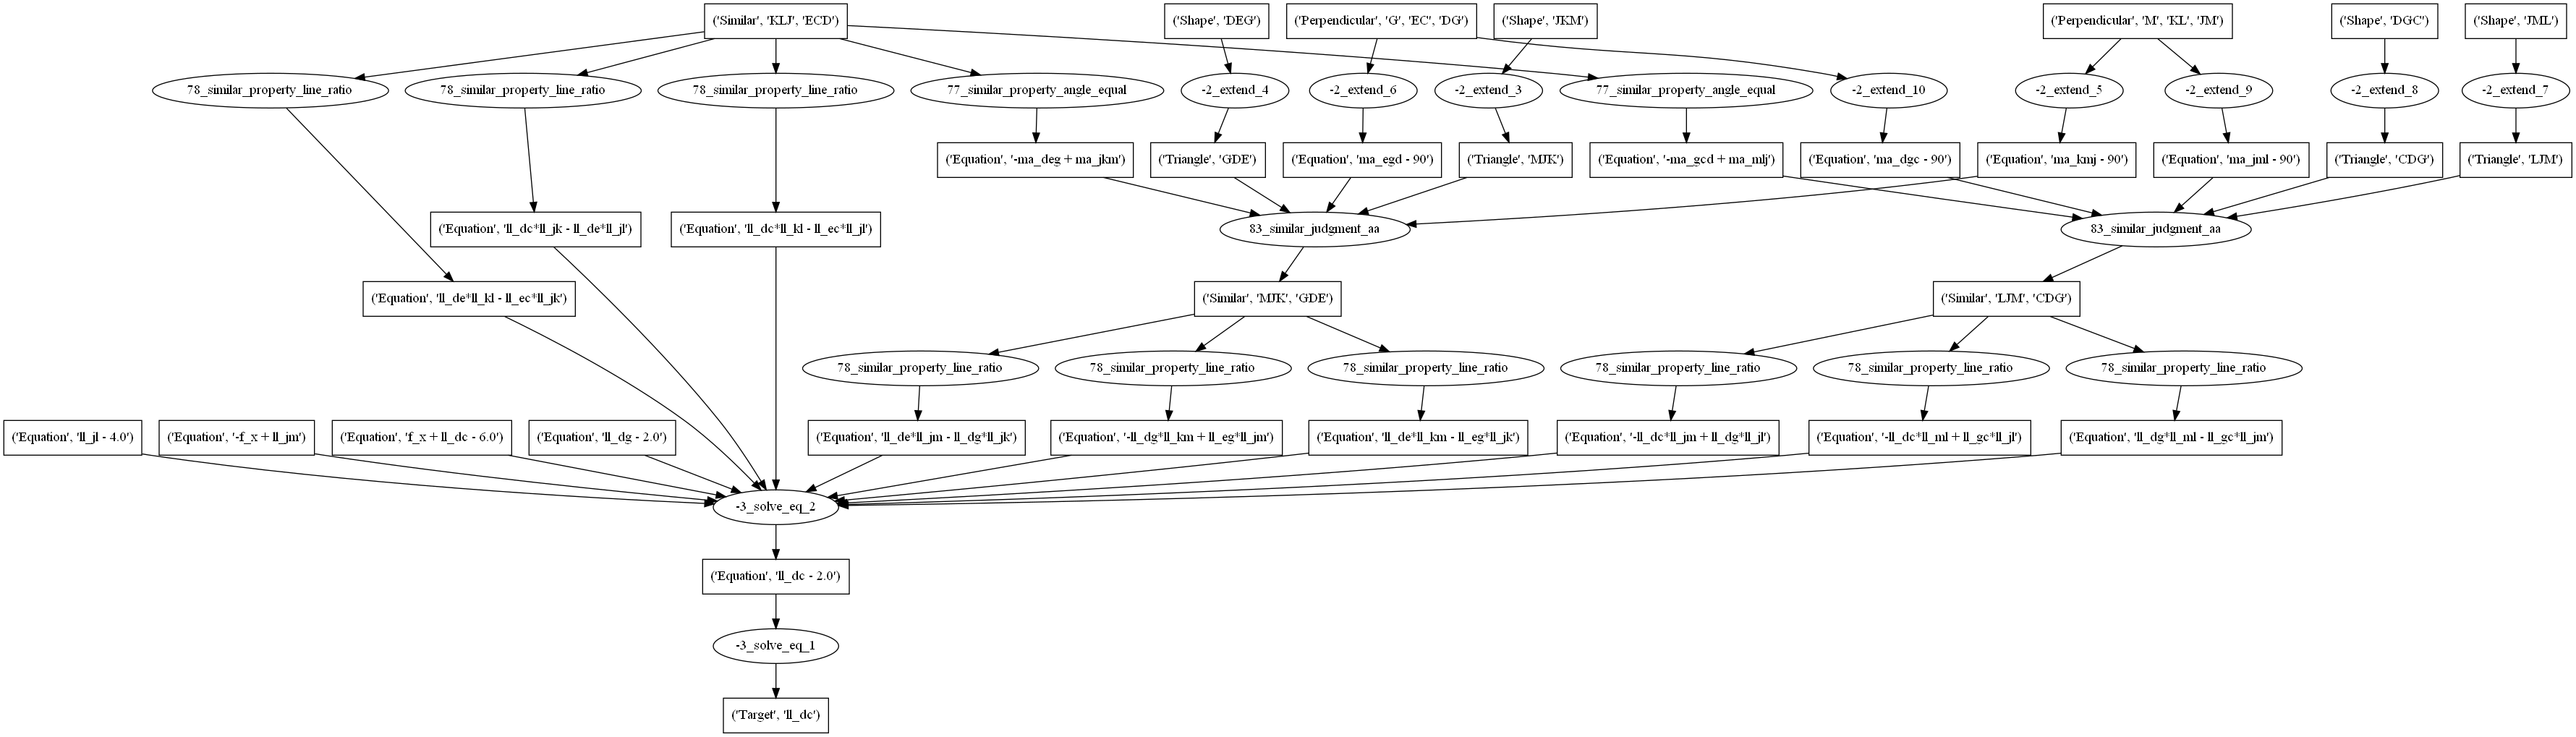 ('Similar', 'KLJ', 'ECD')
('Shape', 'DEG')
('Perpendicular', 'G', 'EC', 'DG')
('Shape', 'JKM')
('Perpendicular', 'M', 'KL', 'JM')
('Shape', 'DGC')
('Shape', 'JML')
78_similar_property_line_ratio
78_similar_property_line_ratio
78_similar_property_line_ratio
77_similar_property_angle_equal
-2_extend_4
-2_extend_6
-2_extend_3
77_similar_property_angle_equal
-2_extend_10
-2_extend_5
-2_extend_9
-2_extend_8
-2_extend_7
('Equation', '-ma_deg + ma_jkm')
('Triangle', 'GDE')
('Equation', 'ma_egd - 90')
('Triangle', 'MJK')
('Equation', '-ma_gcd + ma_mlj')
('Equation', 'ma_dgc - 90')
('Equation', 'ma_kmj - 90')
('Equation', 'ma_jml - 90')
('Triangle', 'CDG')
('Triangle', 'LJM')
('Equation', 'll_dc*ll_jk - ll_de*ll_jl')
('Equation', 'll_dc*ll_kl - ll_ec*ll_jl')
83_similar_judgment_aa
83_similar_judgment_aa
('Equation', 'll_de*ll_kl - ll_ec*ll_jk')
('Similar', 'MJK', 'GDE')
('Similar', 'LJM', 'CDG')
78_similar_property_line_ratio
78_similar_property_line_ratio
78_similar_property_line_ratio
78_similar_property_line_ratio
78_similar_property_line_ratio
78_similar_property_line_ratio
('Equation', 'll_jl - 4.0')
('Equation', '-f_x + ll_jm')
('Equation', 'f_x + ll_dc - 6.0')
('Equation', 'll_dg - 2.0')
('Equation', 'll_de*ll_jm - ll_dg*ll_jk')
('Equation', '-ll_dg*ll_km + ll_eg*ll_jm')
('Equation', 'll_de*ll_km - ll_eg*ll_jk')
('Equation', '-ll_dc*ll_jm + ll_dg*ll_jl')
('Equation', '-ll_dc*ll_ml + ll_gc*ll_jl')
('Equation', 'll_dg*ll_ml - ll_gc*ll_jm')
-3_solve_eq_2
('Equation', 'll_dc - 2.0')
-3_solve_eq_1
('Target', 'll_dc')